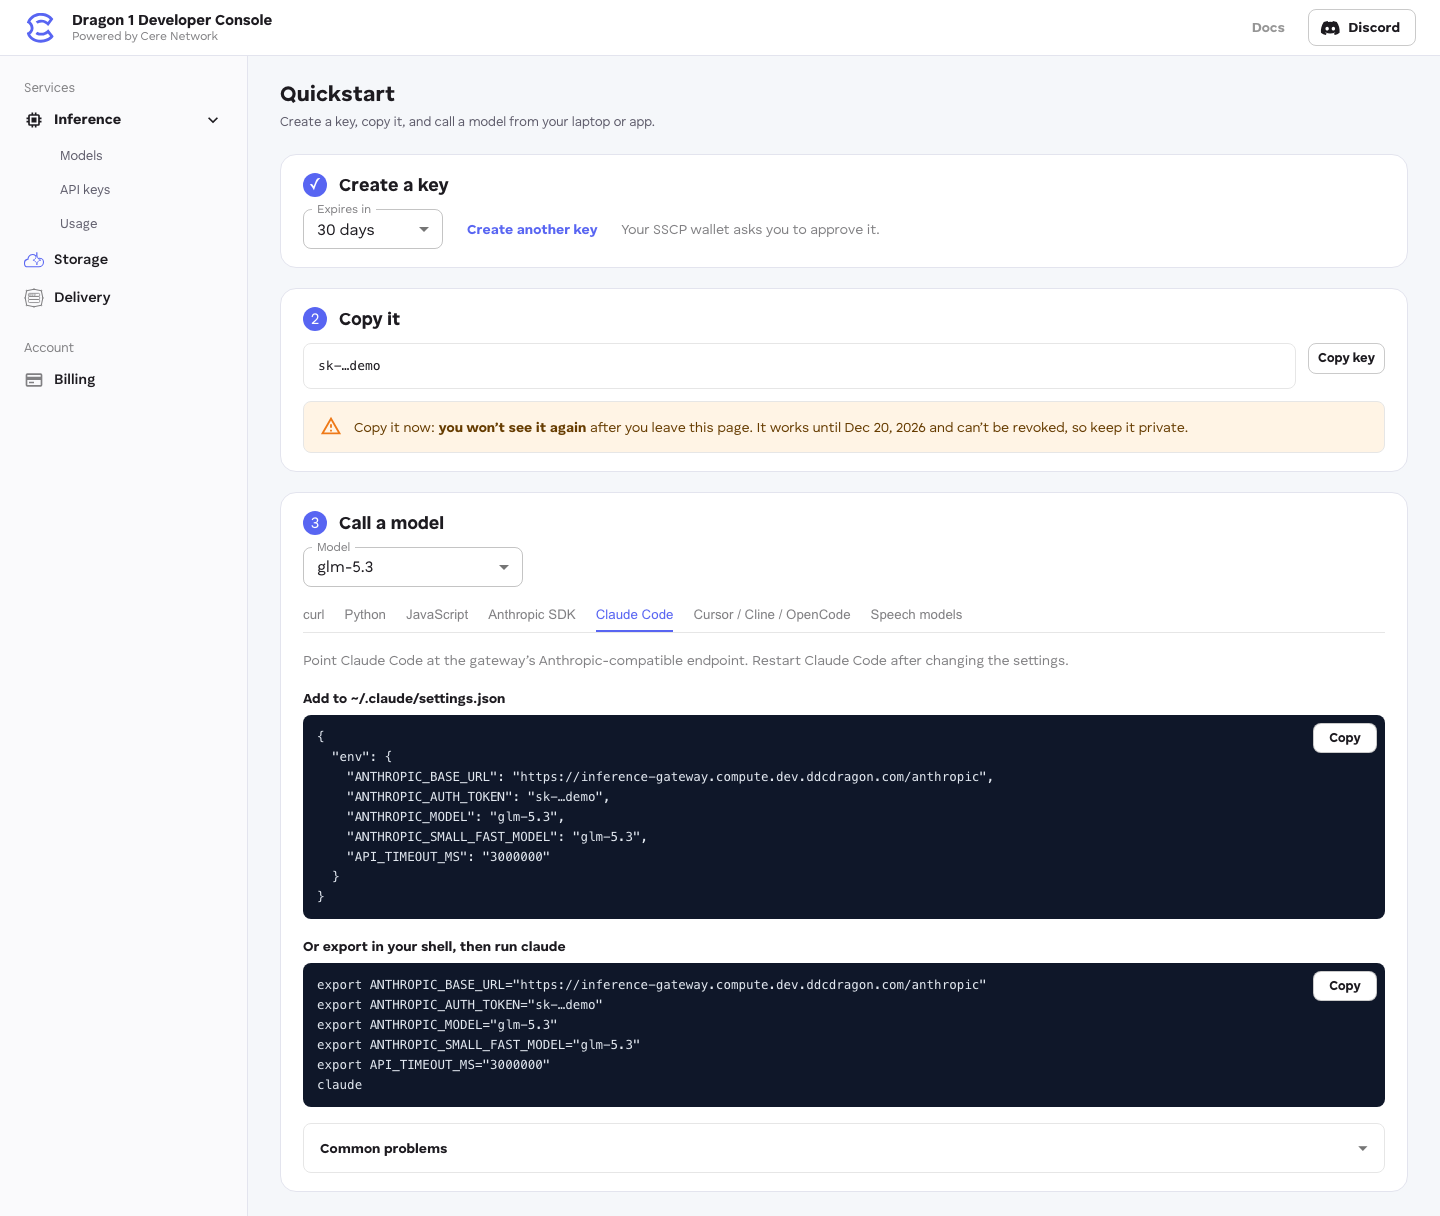 Dragon 1 Developer Console
Powered by Cere Network
Docs
Discord
Services
Inference
Models
API keys
Usage
Storage
Delivery
Account
Billing
Quickstart
Create a key, copy it, and call a model from your laptop or app.
Create a key
Expires in
30 days
Create another key
Your SSCP wallet asks you to approve it.
2
Copy it
sk-…demo
Copy key
Copy it now: you won’t see it again after you leave this page. It works until Dec 20, 2026 and can’t be revoked, so keep it private.
3
Call a model
Model
glm-5.3
curl
Python
JavaScript
Anthropic SDK
Claude Code
Cursor / Cline / OpenCode
Speech models
Point Claude Code at the gateway’s Anthropic-compatible endpoint. Restart Claude Code after changing the settings.
Add to ~/.claude/settings.json
Copy
{
  "env": {
    "ANTHROPIC_BASE_URL": "https://inference-gateway.compute.dev.ddcdragon.com/anthropic",
    "ANTHROPIC_AUTH_TOKEN": "sk-…demo",
    "ANTHROPIC_MODEL": "glm-5.3",
    "ANTHROPIC_SMALL_FAST_MODEL": "glm-5.3",
    "API_TIMEOUT_MS": "3000000"
  }
}
Or export in your shell, then run claude
Copy
export ANTHROPIC_BASE_URL="https://inference-gateway.compute.dev.ddcdragon.com/anthropic"
export ANTHROPIC_AUTH_TOKEN="sk-…demo"
export ANTHROPIC_MODEL="glm-5.3"
export ANTHROPIC_SMALL_FAST_MODEL="glm-5.3"
export API_TIMEOUT_MS="3000000"
claude
Common problems